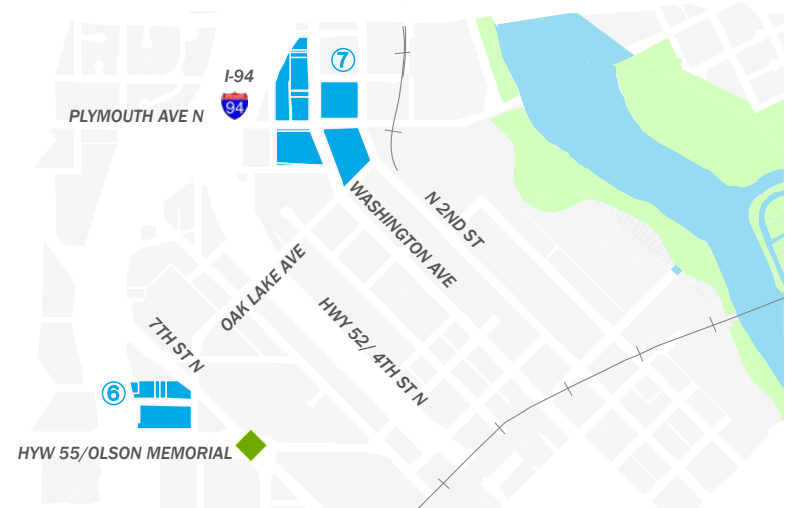 ⑦
I-94
94
PLYMOUTH AVE N
WASHINGTON AVE
N 2ND ST
OAK LAKE AVE
HWY 52/ 4TH ST N
7TH ST N
⑥
HYW 55/OLSON MEMORIAL